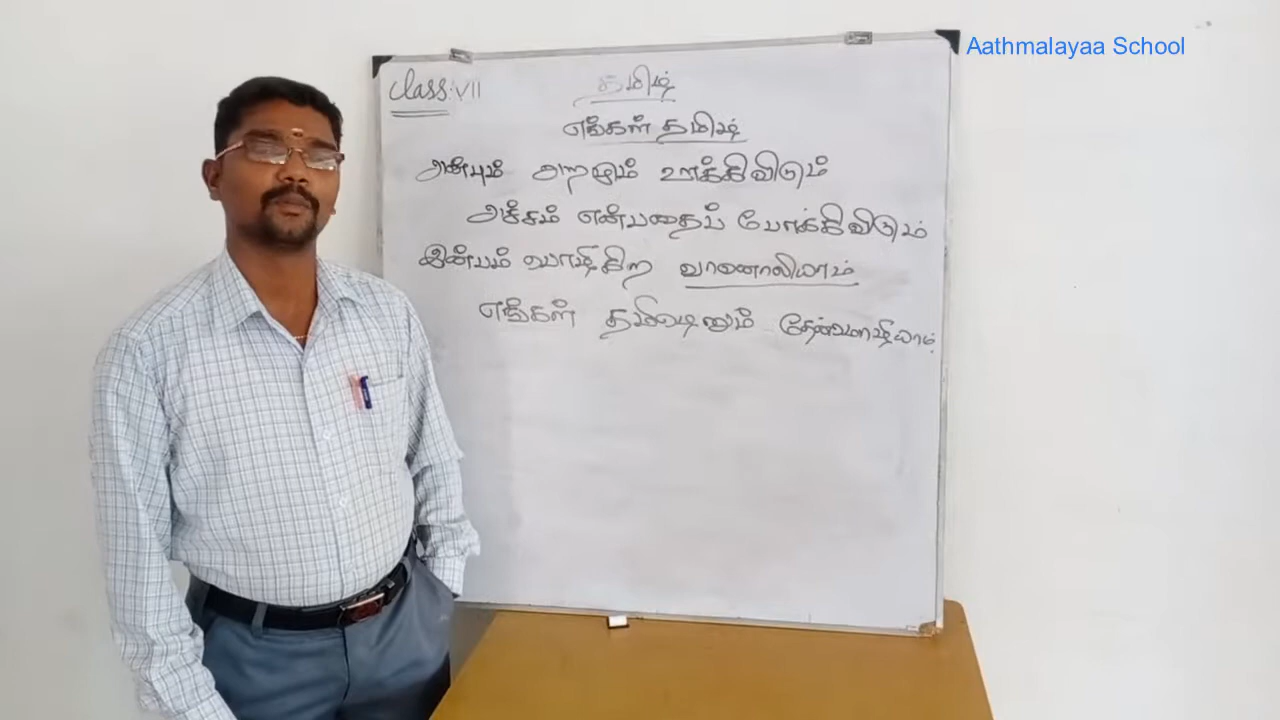 Aathmalayaa School
Class: VII
தமிழ்
எங்கள் தமிழ்
அன்பும் அறமும் ஊக்கிவிடும்
அச்சம் என்பதைப் போக்கிவிடும்
இன்பம் பொழிகிற வானொலியாம்
எங்கள் தமிழெனும் தேன்மொழியாம்.